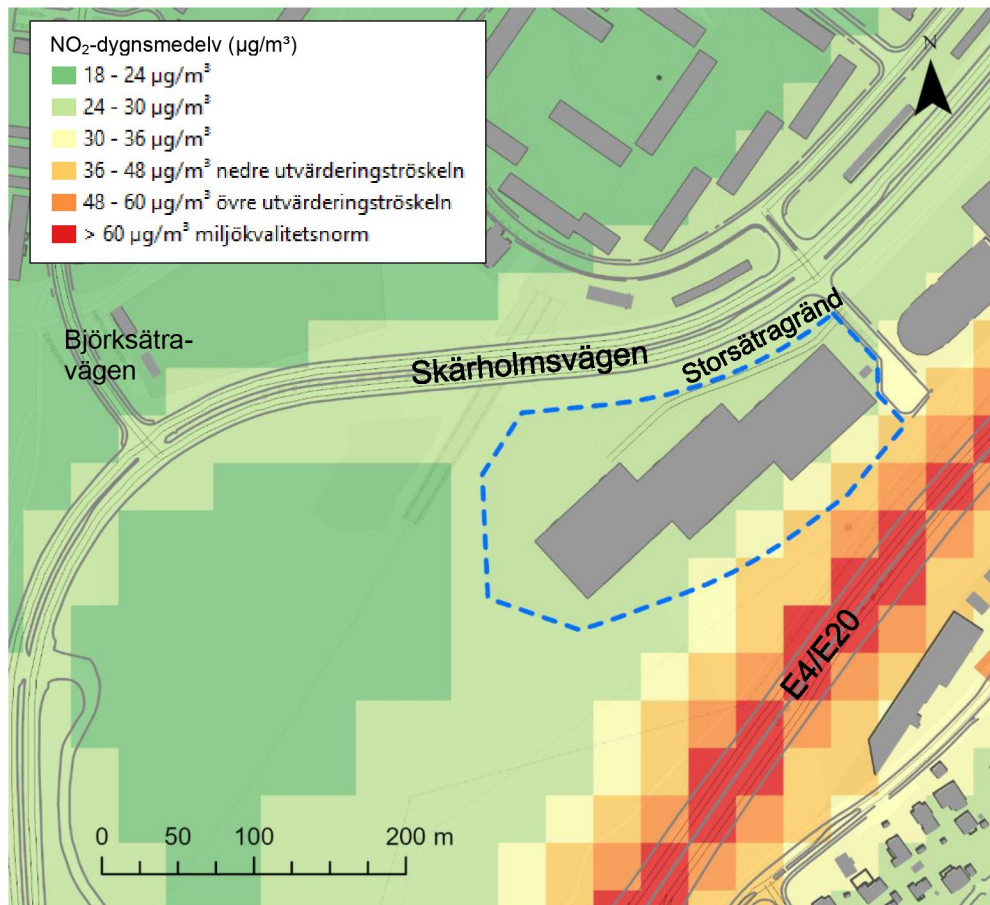 NO₂-dygnsmedelv (µg/m³)
18 - 24 µg/m³
24 - 30 µg/m³
30 - 36 µg/m³
36 - 48 µg/m³ nedre utvärderingströskeln
48 - 60 µg/m³ övre utvärderingströskeln
> 60 µg/m³ miljökvalitetsnorm
N
Björksätra-
vägen
Skärholmsvägen
Storsätragränd
E4/E20
0 50 100 200 m